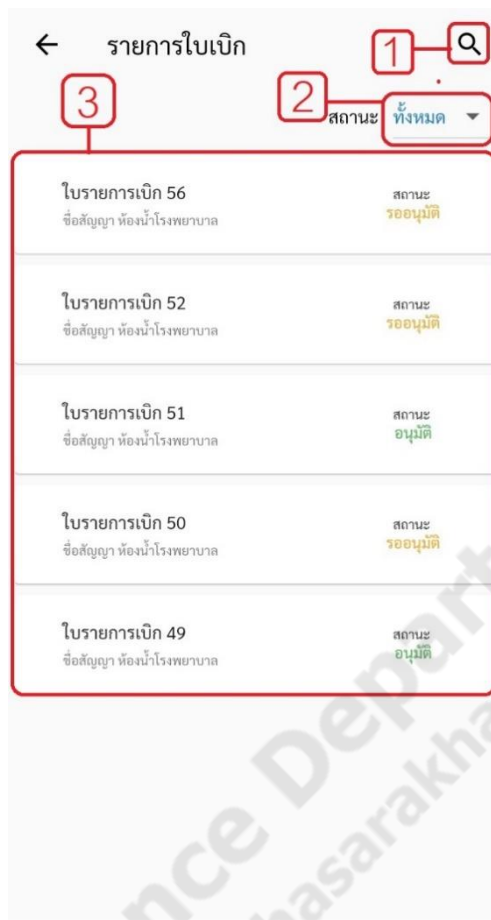 รายการใบเบิก
1
3
2
สถานะ ทั้งหมด
ใบรายการเบิก 56
สถานะ
ชื่อสัญญา ห้องน้ำโรงพยาบาล
รออนุมัติ
ใบรายการเบิก 52
สถานะ
ชื่อสัญญา ห้องน้ำโรงพยาบาล
รออนุมัติ
ใบรายการเบิก 51
สถานะ
ชื่อสัญญา ห้องน้ำโรงพยาบาล
อนุมัติ
ใบรายการเบิก 50
สถานะ
ชื่อสัญญา ห้องน้ำโรงพยาบาล
รออนุมัติ
ใบรายการเบิก 49
สถานะ
ชื่อสัญญา ห้องน้ำโรงพยาบาล
อนุมัติ